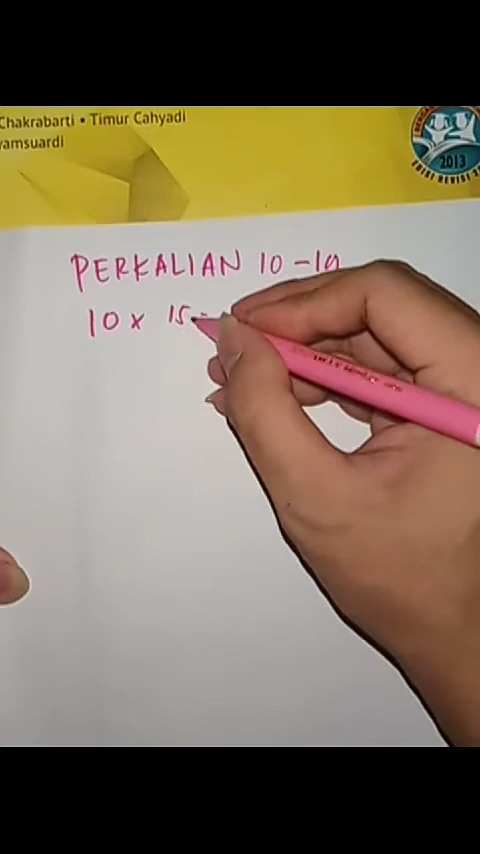 Chakrabarti • Timur Cahyadi
yamsuardi
2013
PERKALIAN 10 - 19
10 x 15